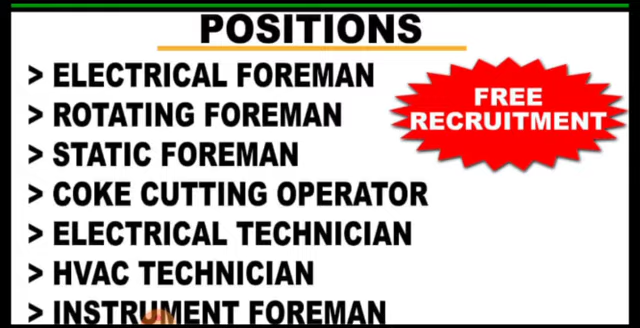 POSITIONS
> ELECTRICAL FOREMAN
> ROTATING FOREMAN
> STATIC FOREMAN
> COKE CUTTING OPERATOR
> ELECTRICAL TECHNICIAN
> HVAC TECHNICIAN
> INSTRUMENT FOREMAN
FREE
RECRUITMENT